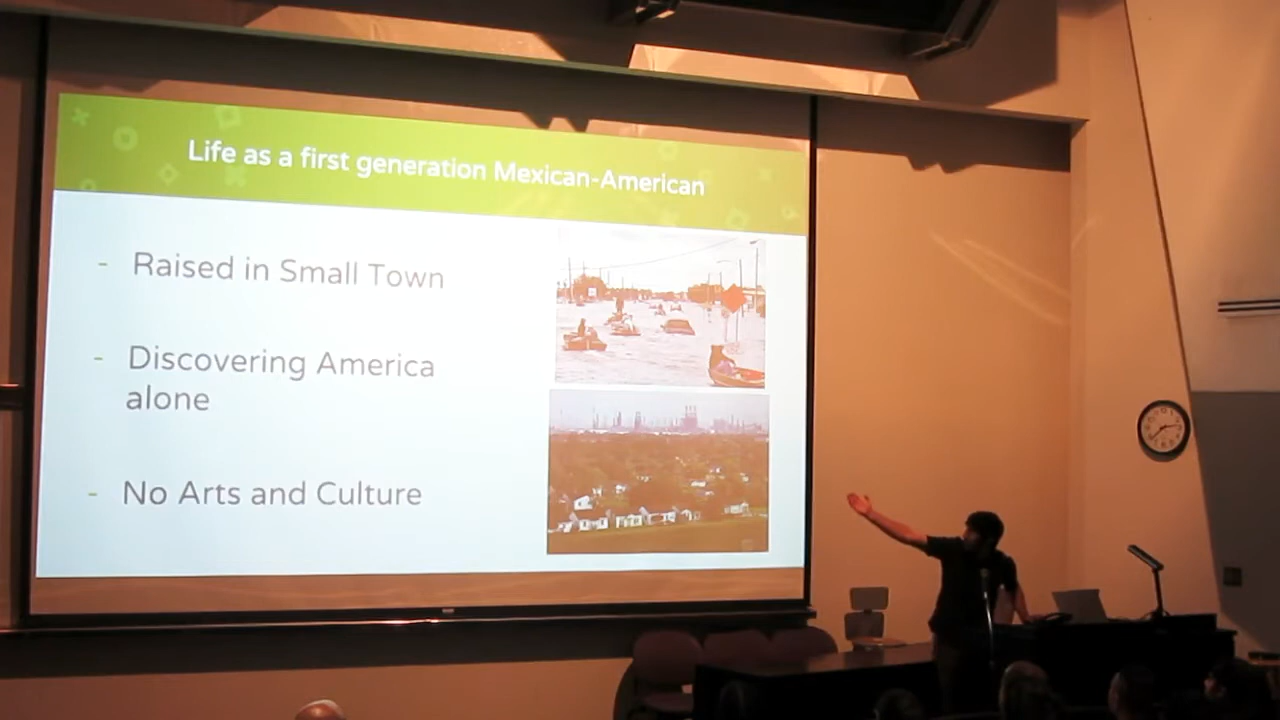 Life as a first generation Mexican-American
- Raised in Small Town
- Discovering America
alone
- No Arts and Culture